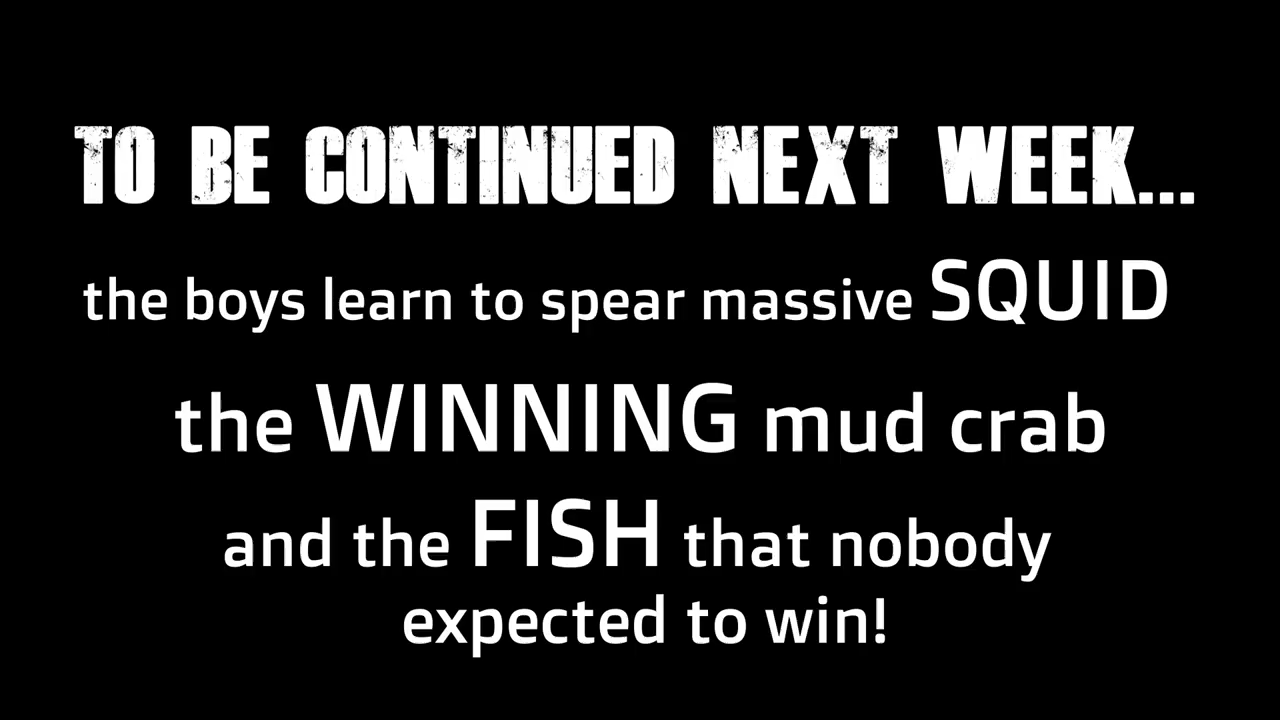 TO BE CONTINUED NEXT WEEK...
the boys learn to spear massive SQUID
the WINNING mud crab
and the FISH that nobody
expected to win!